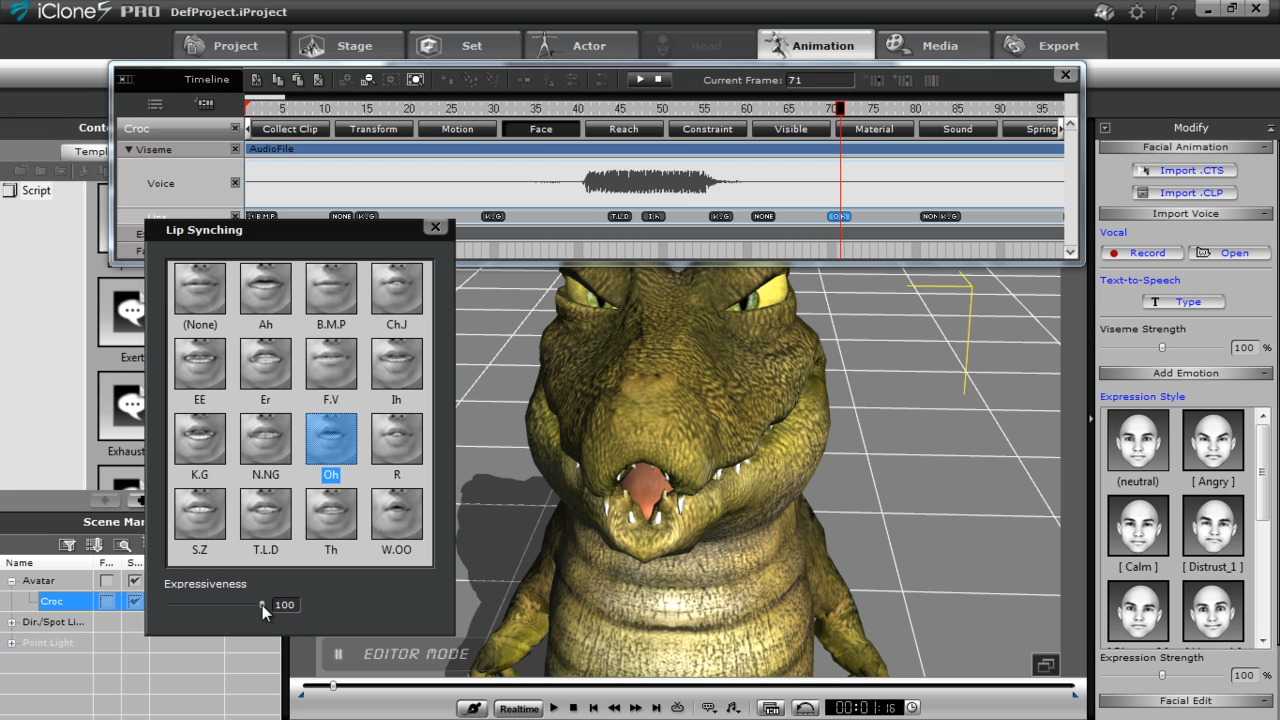 iClone5 PRO DefProject.iProject
Project Stage Set Actor Head Animation Media Export
Timeline Current Frame: 71
5 10 15 20 25 30 35 40 45 50 55 60 65 70 75 80 85 90 95
Croc Collect Clip Transform Motion Face Reach Constraint Visible Material Sound Spring
Viseme AudioFile
Voice
B.M.P NONE K.G K.G T.L.D Ih K.G NONE Oh K.G
Lip Synching
(None) Ah B.M.P Ch.J
EE Er F.V Ih
K.G N.NG Oh R
S.Z T.L.D Th W.OO
Expressiveness
100
Script
Exhaust
Scene Mar
Name F... S...
Avatar
Croc
Dir./Spot Li...
Point Light
EDITOR MODE
Realtime 00:01:16
Modify
Facial Animation
Import .CTS
Import .CLP
Import Voice
Vocal
Record Open
Text-to-Speech
Type
Viseme Strength
100 %
Add Emotion
Expression Style
(neutral) [ Angry ]
[ Calm ] [ Distrust_1 ]
Expression Strength
100 %
Facial Edit